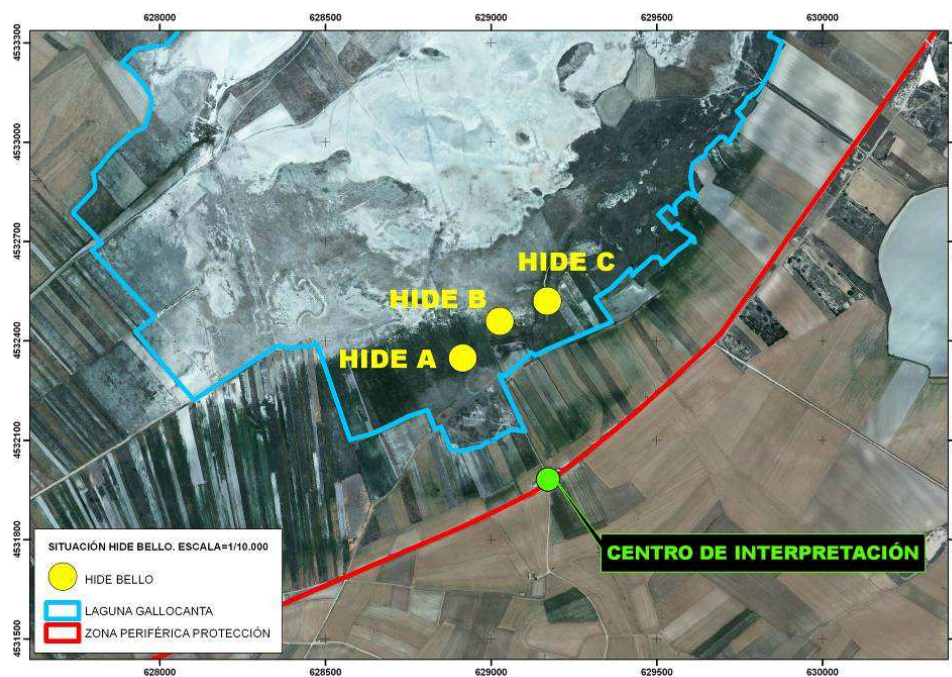 628000 628500 629000 629500 630000
4533300
4533000
4532700
4532400
4532100
4531800
4531500
HIDE C
HIDE B
HIDE A
CENTRO DE INTERPRETACIÓN
SITUACIÓN HIDE BELLO. ESCALA=1/10.000
HIDE BELLO
LAGUNA GALLOCANTA
ZONA PERIFÉRICA PROTECCIÓN
628000 628500 629000 629500 630000